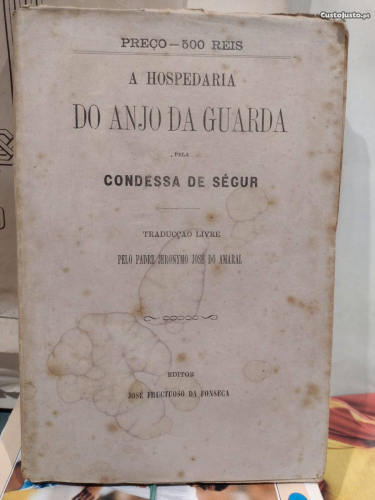 CustoJusto.pt
PREÇO — 500 REIS
A HOSPEDARIA
DO ANJO DA GUARDA
PELA
CONDESSA DE SÉGUR
TRADUCÇÃO LIVRE
PELO PADRE JERONYMO JOSÉ DO AMARAL
EDITOR
JOSÉ FRUCTUOSO DA FONSECA